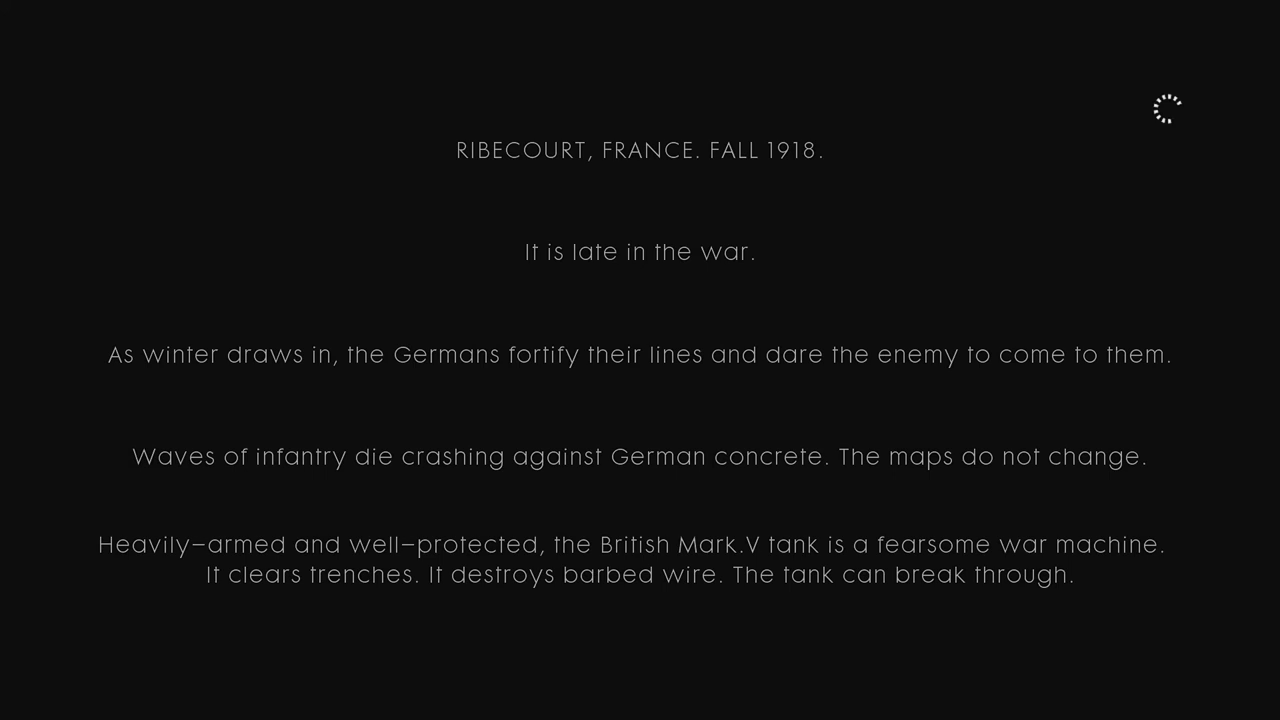 RIBECOURT, FRANCE. FALL 1918.
It is late in the war.
As winter draws in, the Germans fortify their lines and dare the enemy to come to them.
Waves of infantry die crashing against German concrete. The maps do not change.
Heavily-armed and well-protected, the British Mark.V tank is a fearsome war machine.
It clears trenches. It destroys barbed wire. The tank can break through.